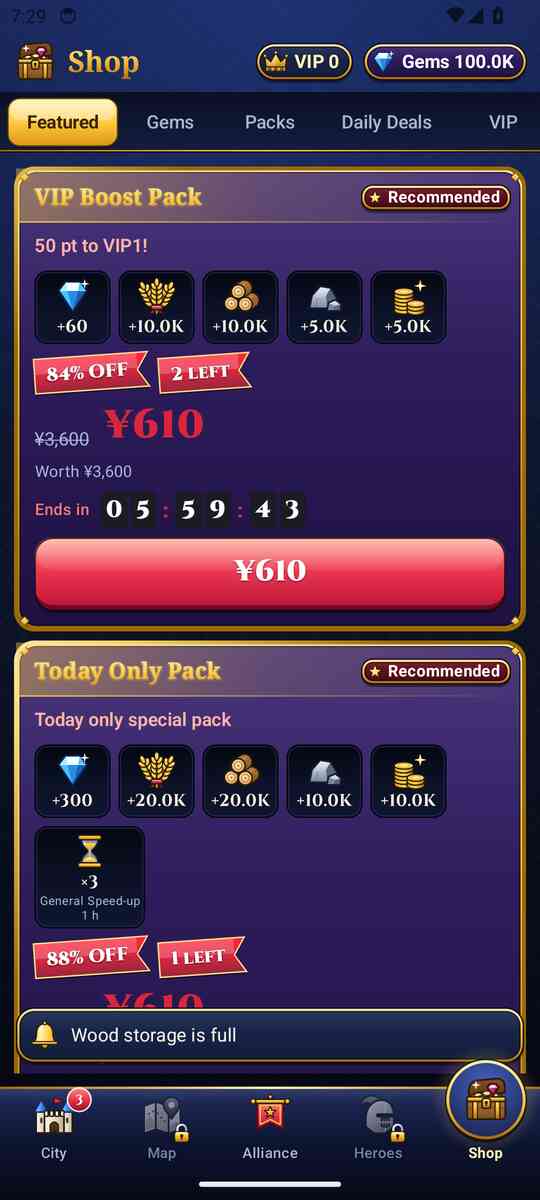 7:29
Shop
VIP 0
Gems 100.0K
Featured
Gems
Packs
Daily Deals
VIP
VIP Boost Pack
Recommended
50 pt to VIP1!
+60
+10.0K
+10.0K
+5.0K
+5.0K
84% OFF
2 LEFT
¥3,600
¥610
Worth ¥3,600
Ends in 05:59:43
¥610
Today Only Pack
Recommended
Today only special pack
+300
+20.0K
+20.0K
+10.0K
+10.0K
×3
General Speed-up
1 h
88% OFF
1 LEFT
¥610
Wood storage is full
3
City
Map
Alliance
Heroes
Shop